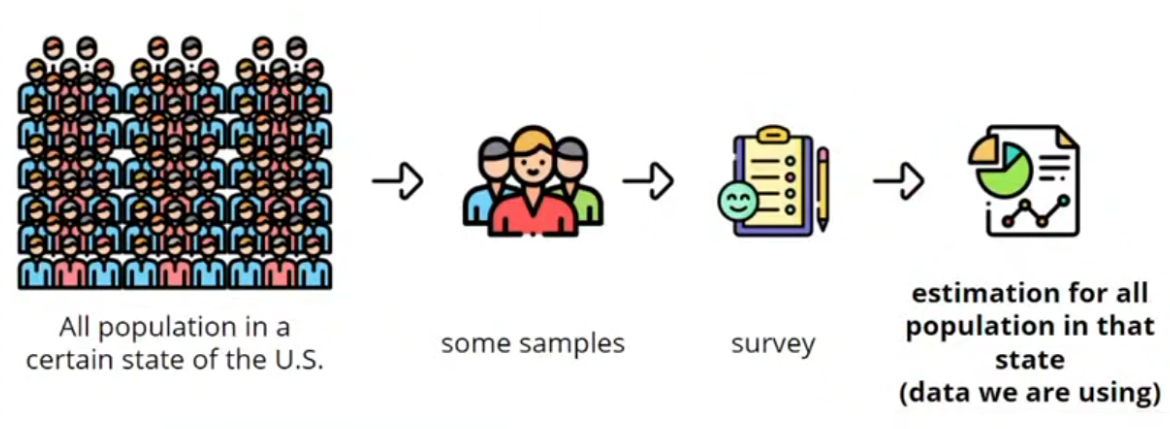 All population in a
certain state of the U.S.
some samples
survey
estimation for all
population in that
state
(data we are using)